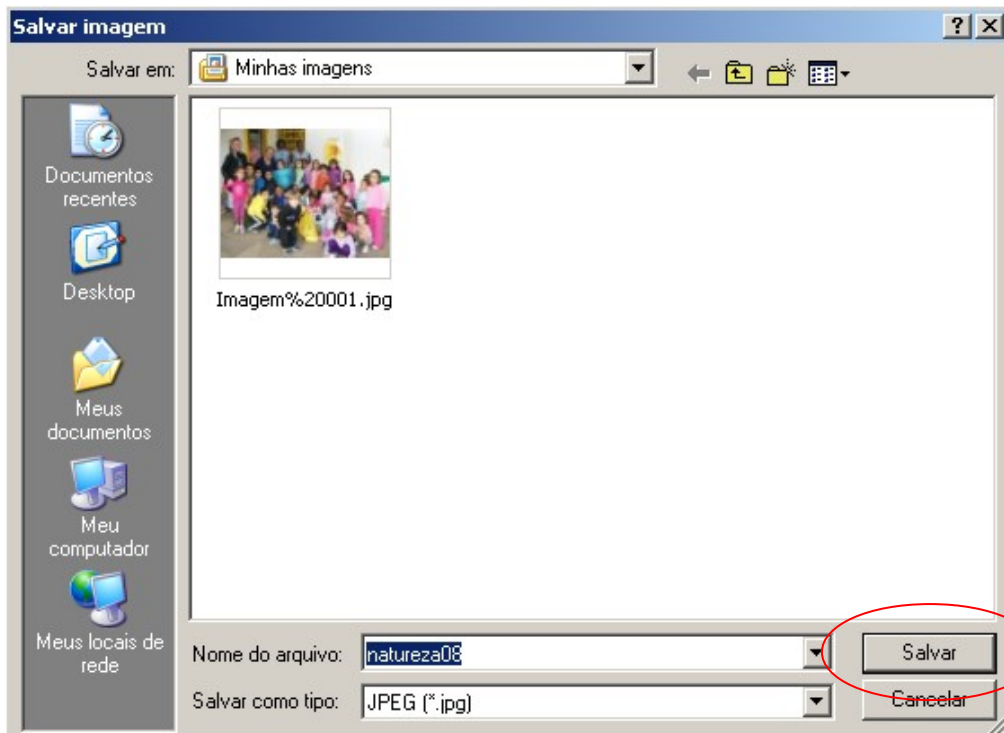 Salvar imagem
Salvar em:
Minhas imagens
Documentos
recentes
Desktop
Meus
documentos
Meu
computador
Meus locais de
rede
Imagem%20001.jpg
Nome do arquivo:
natureza08
Salvar
Salvar como tipo:
JPEG (*.jpg)
Cancelar